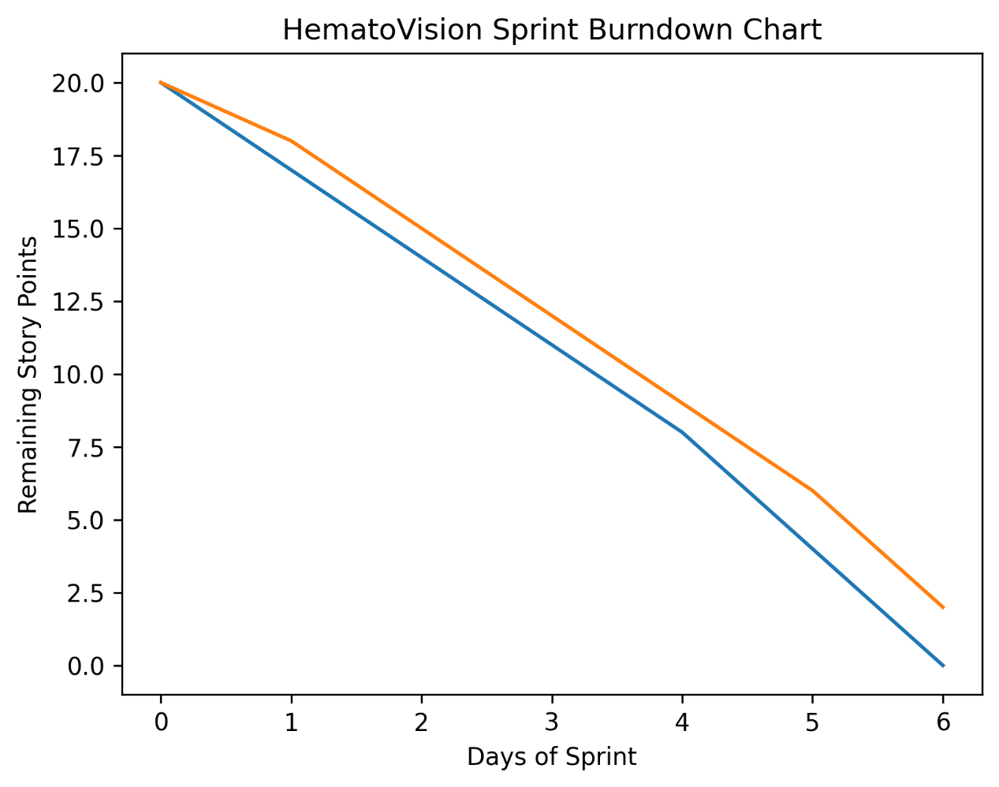 HematoVision Sprint Burndown Chart
Remaining Story Points
20.0
17.5
15.0
12.5
10.0
7.5
5.0
2.5
0.0
0 1 2 3 4 5 6
Days of Sprint